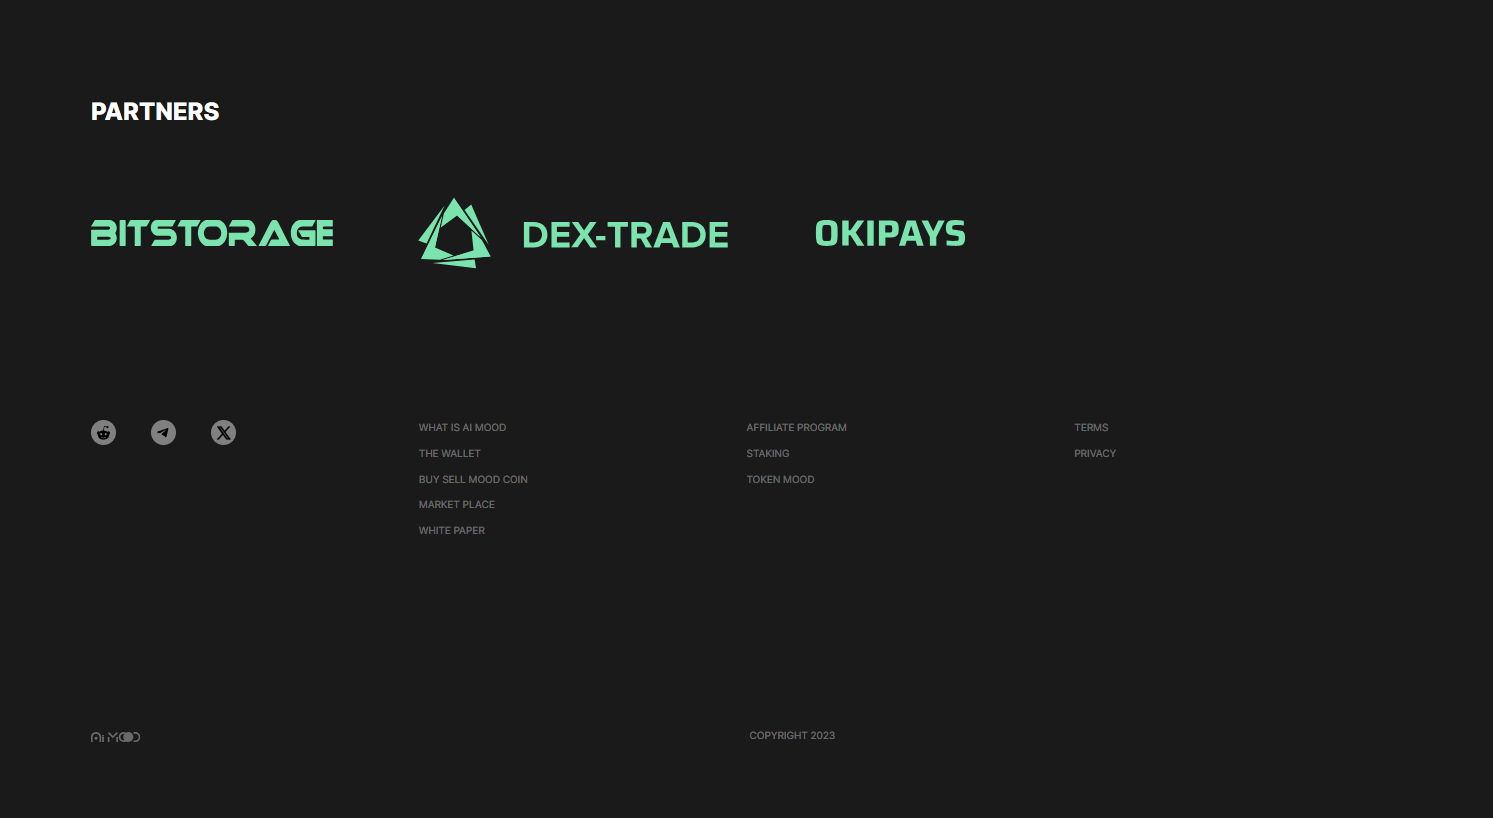 PARTNERS
BITSTORAGE
DEX-TRADE
OKIPAYS
WHAT IS AI MOOD
THE WALLET
BUY SELL MOOD COIN
MARKET PLACE
WHITE PAPER
AFFILIATE PROGRAM
STAKING
TOKEN MOOD
TERMS
PRIVACY
Ai MOOD
COPYRIGHT 2023